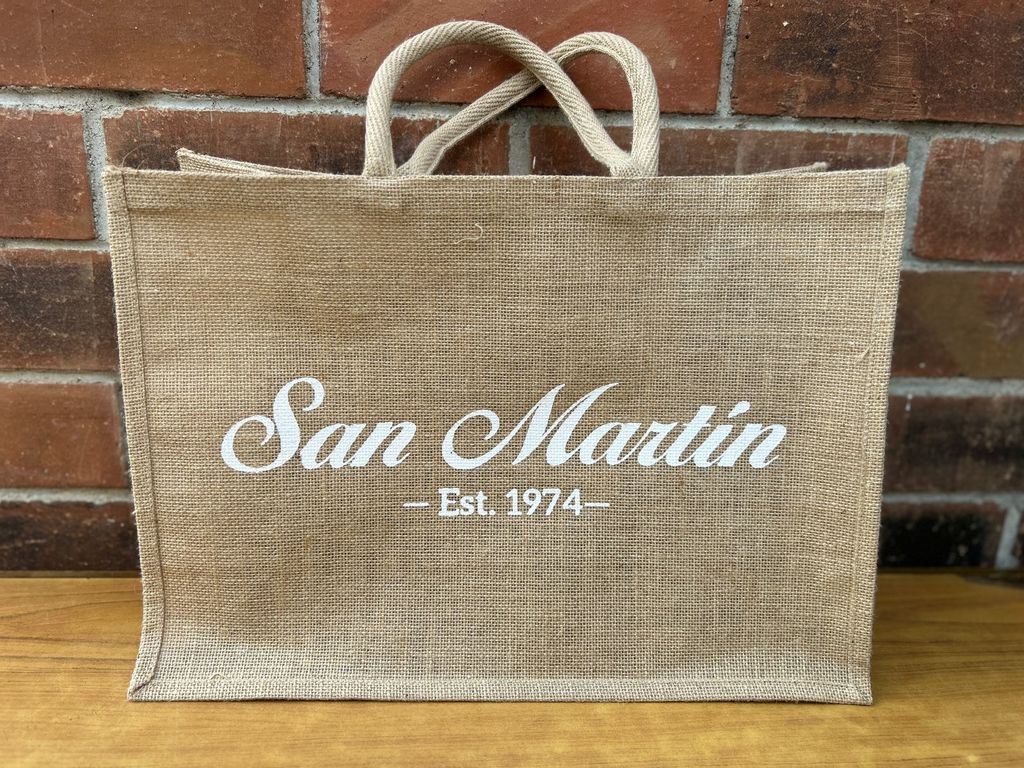 San Martín
— Est. 1974—